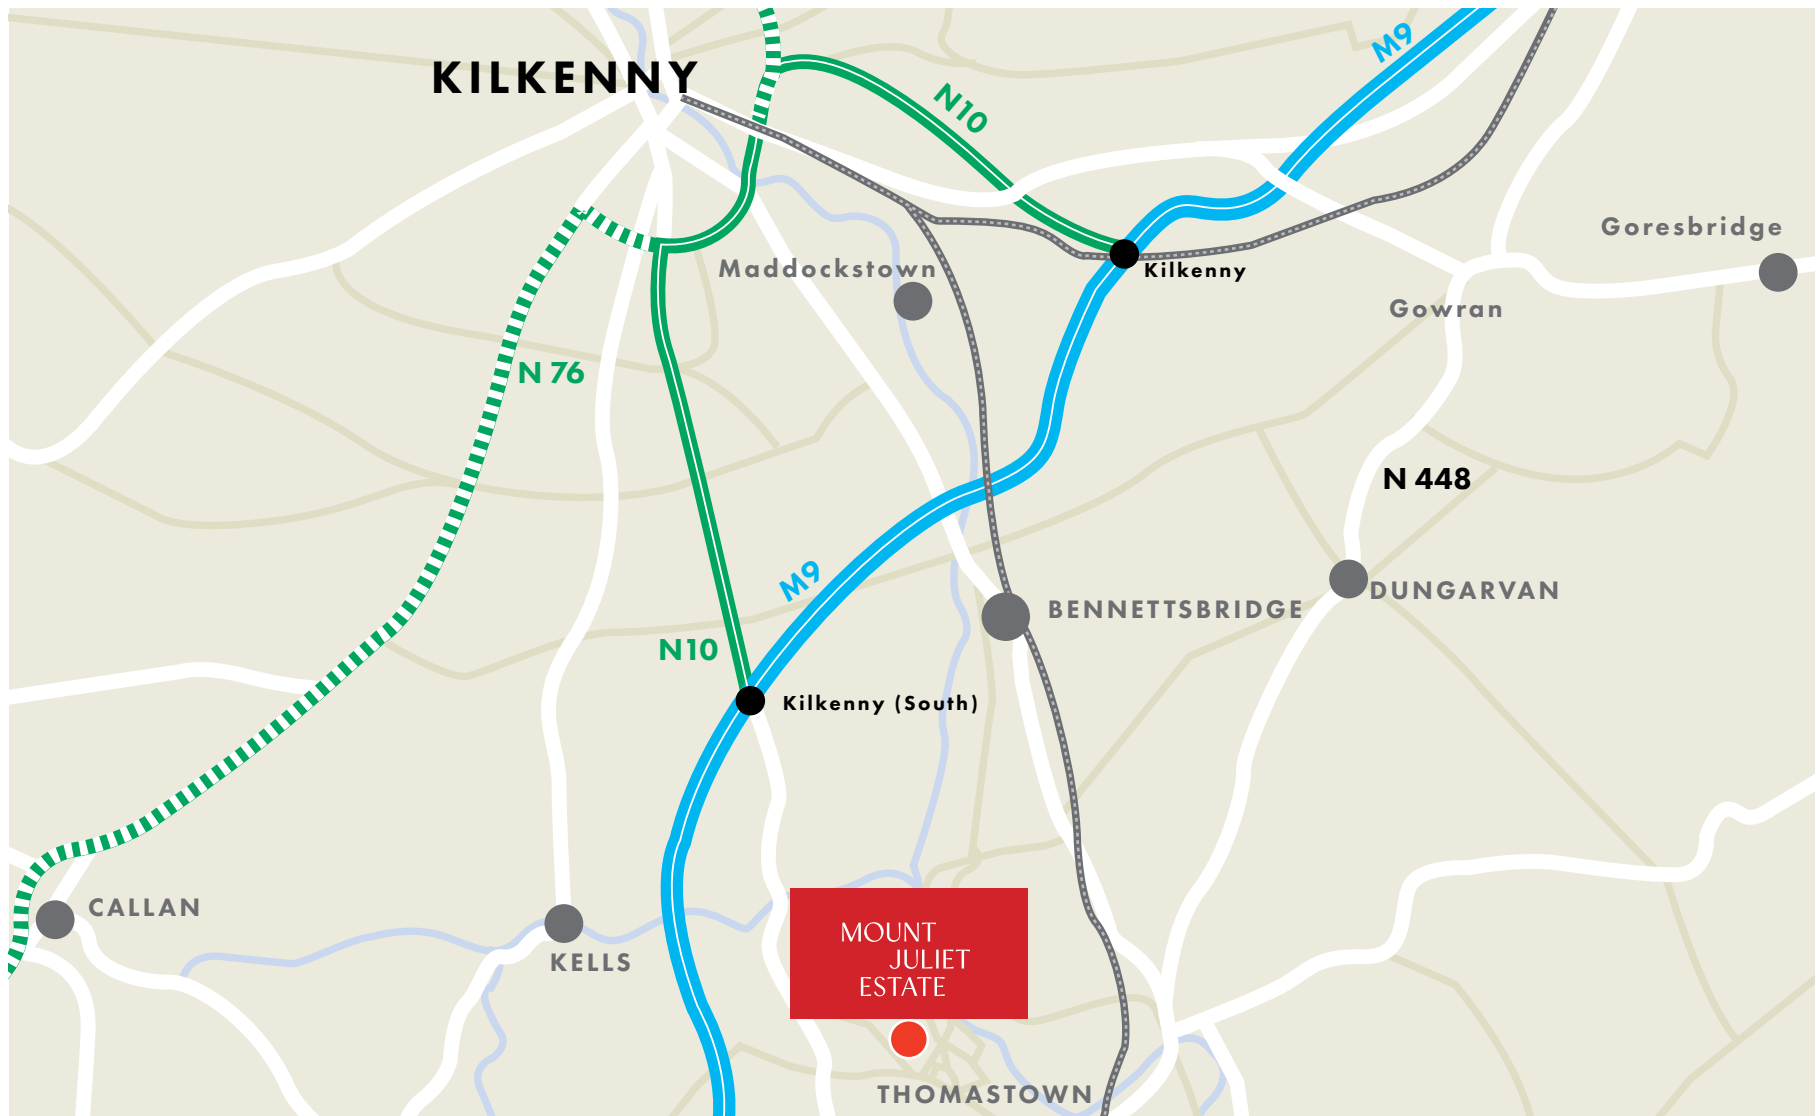 M9
KILKENNY
N10
Goresbridge
Maddockstown
Kilkenny
Gowran
N 76
N 448
M9
DUNGARVAN
BENNETTSBRIDGE
N10
Kilkenny (South)
CALLAN
KELLS
MOUNT
JULIET
ESTATE
THOMASTOWN